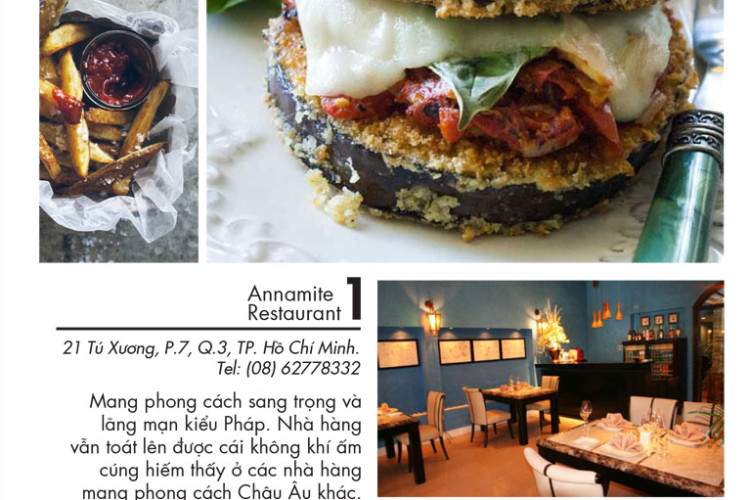 Annamite
Restaurant 1
21 Tú Xương, P.7, Q.3, TP. Hồ Chí Minh.
Tel: (08) 62778332
Mang phong cách sang trọng và
lãng mạn kiểu Pháp. Nhà hàng
vẫn toát lên được cái không khí ấm
cúng hiếm thấy ở các nhà hàng
mang phong cách Châu Âu khác.